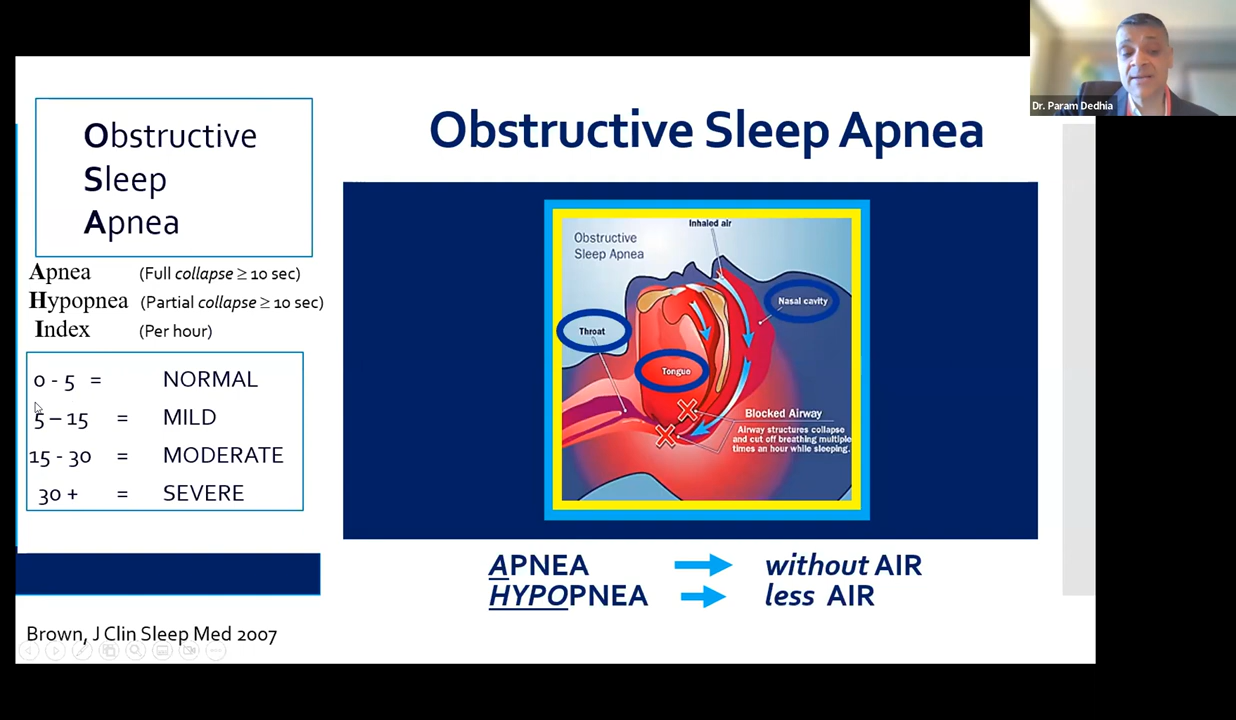 Dr. Param Dedhia
Obstructive
Sleep
Apnea
Apnea (Full collapse ≥ 10 sec)
Hypopnea (Partial collapse ≥ 10 sec)
Index (Per hour)
0 - 5 = NORMAL
5 – 15 = MILD
15 - 30 = MODERATE
30 + = SEVERE
Brown, J Clin Sleep Med 2007
Obstructive Sleep Apnea
Obstructive
Sleep Apnea
Inhaled air
Nasal cavity
Throat
Tongue
Blocked Airway
Airway structures collapse
and cut off breathing multiple
times an hour while sleeping.
APNEA without AIR
HYPOPNEA less AIR